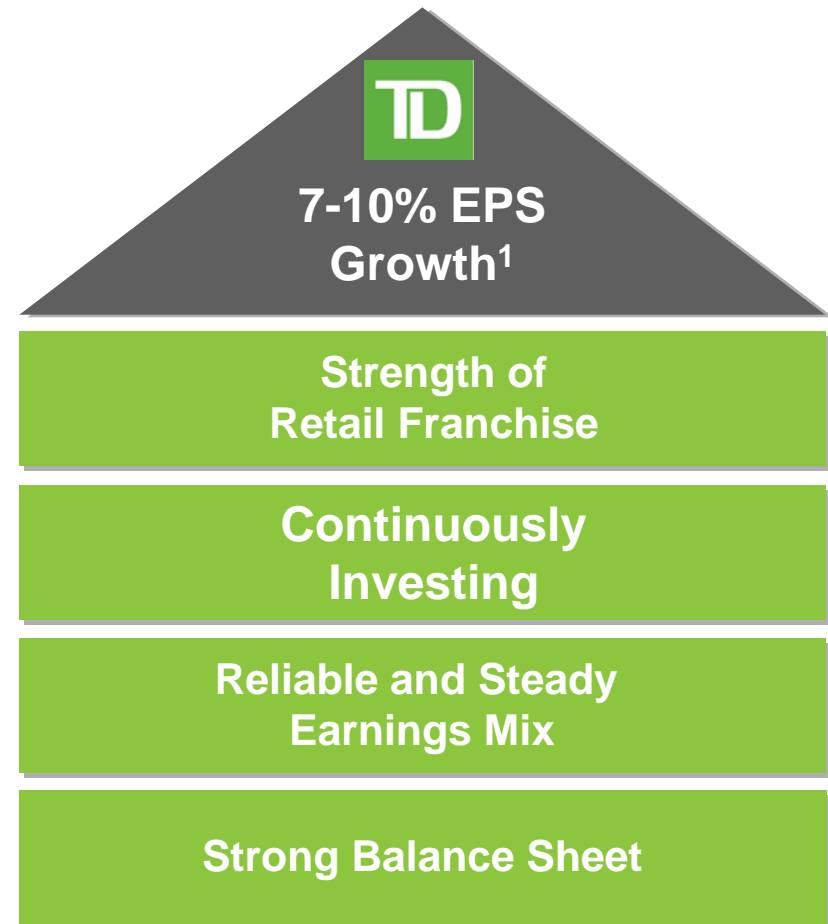 TD
7-10% EPS
Growth¹
Strength of
Retail Franchise
Continuously
Investing
Reliable and Steady
Earnings Mix
Strong Balance Sheet